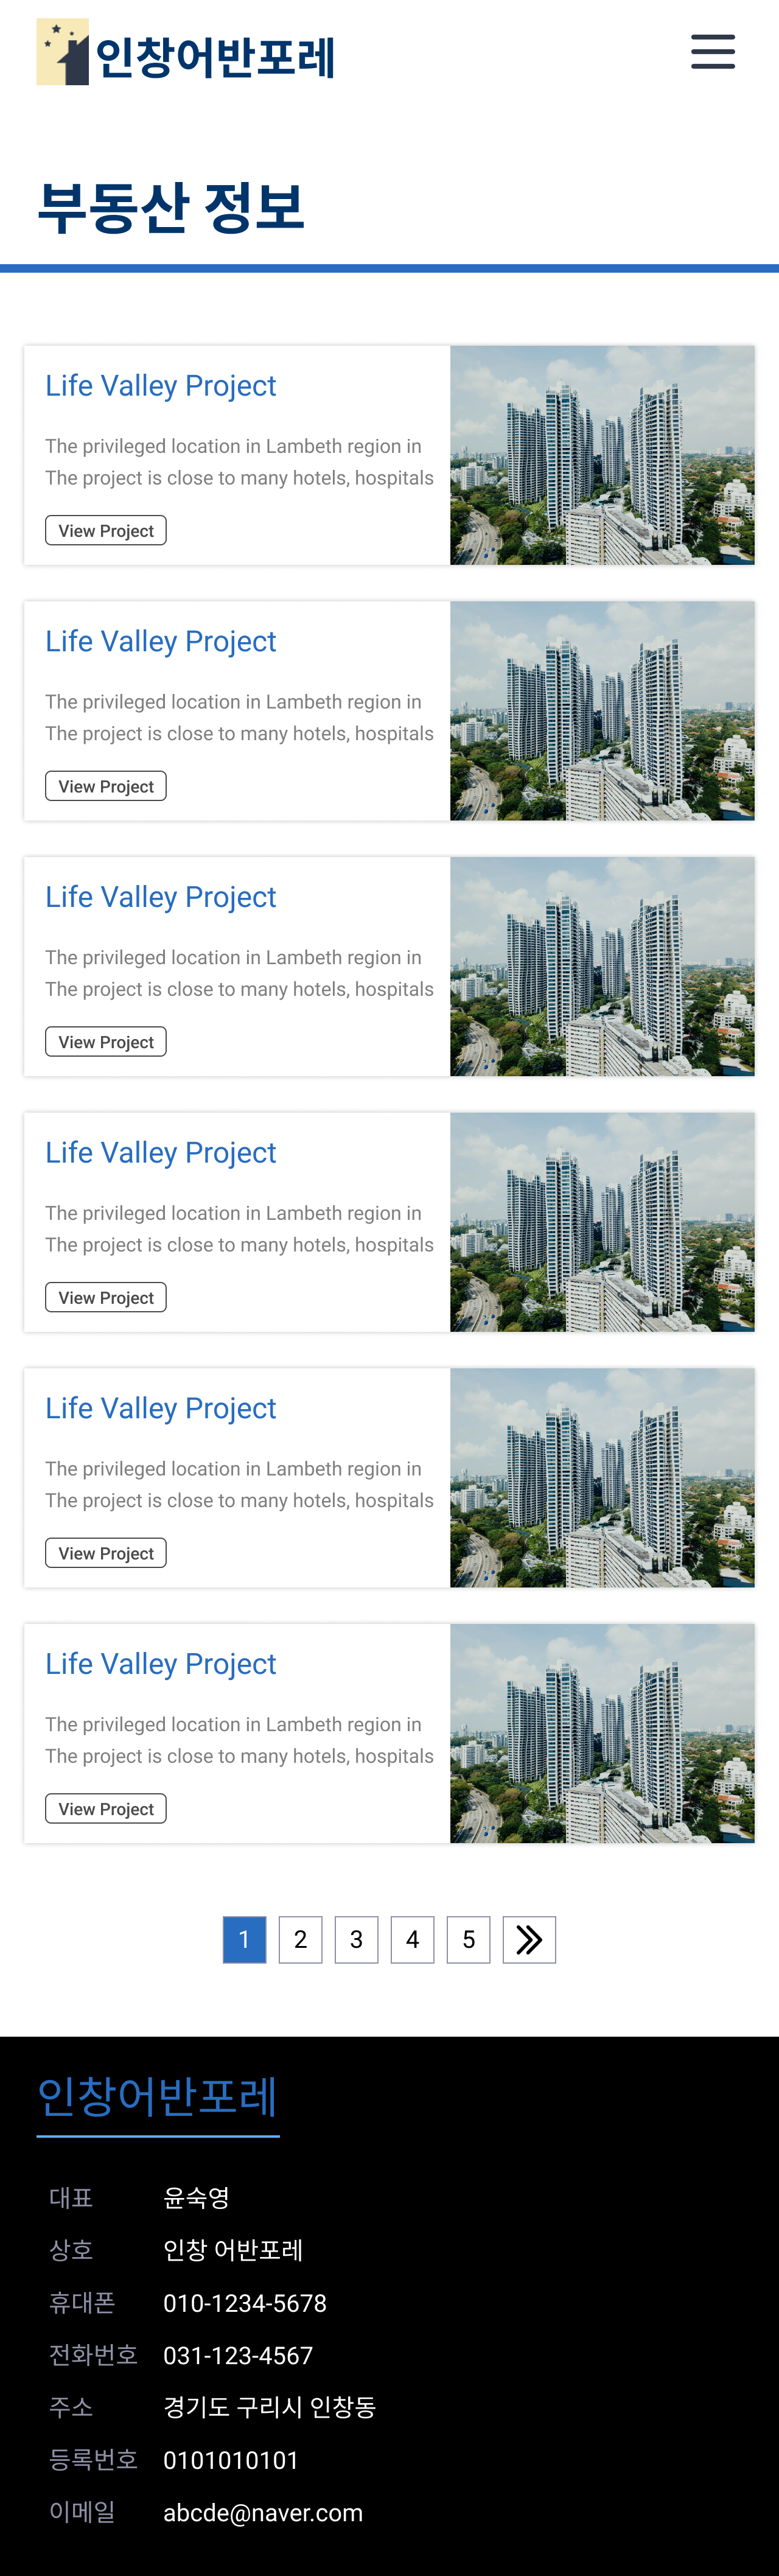 인창어반포레
부동산 정보
Life Valley Project
The privileged location in Lambeth region in
The project is close to many hotels, hospitals
View Project
Life Valley Project
The privileged location in Lambeth region in
The project is close to many hotels, hospitals
View Project
Life Valley Project
The privileged location in Lambeth region in
The project is close to many hotels, hospitals
View Project
Life Valley Project
The privileged location in Lambeth region in
The project is close to many hotels, hospitals
View Project
Life Valley Project
The privileged location in Lambeth region in
The project is close to many hotels, hospitals
View Project
Life Valley Project
The privileged location in Lambeth region in
The project is close to many hotels, hospitals
View Project
1 2 3 4 5
인창어반포레
대표 윤숙영
상호 인창 어반포레
휴대폰 010-1234-5678
전화번호 031-123-4567
주소 경기도 구리시 인창동
등록번호 0101010101
이메일 abcde@naver.com